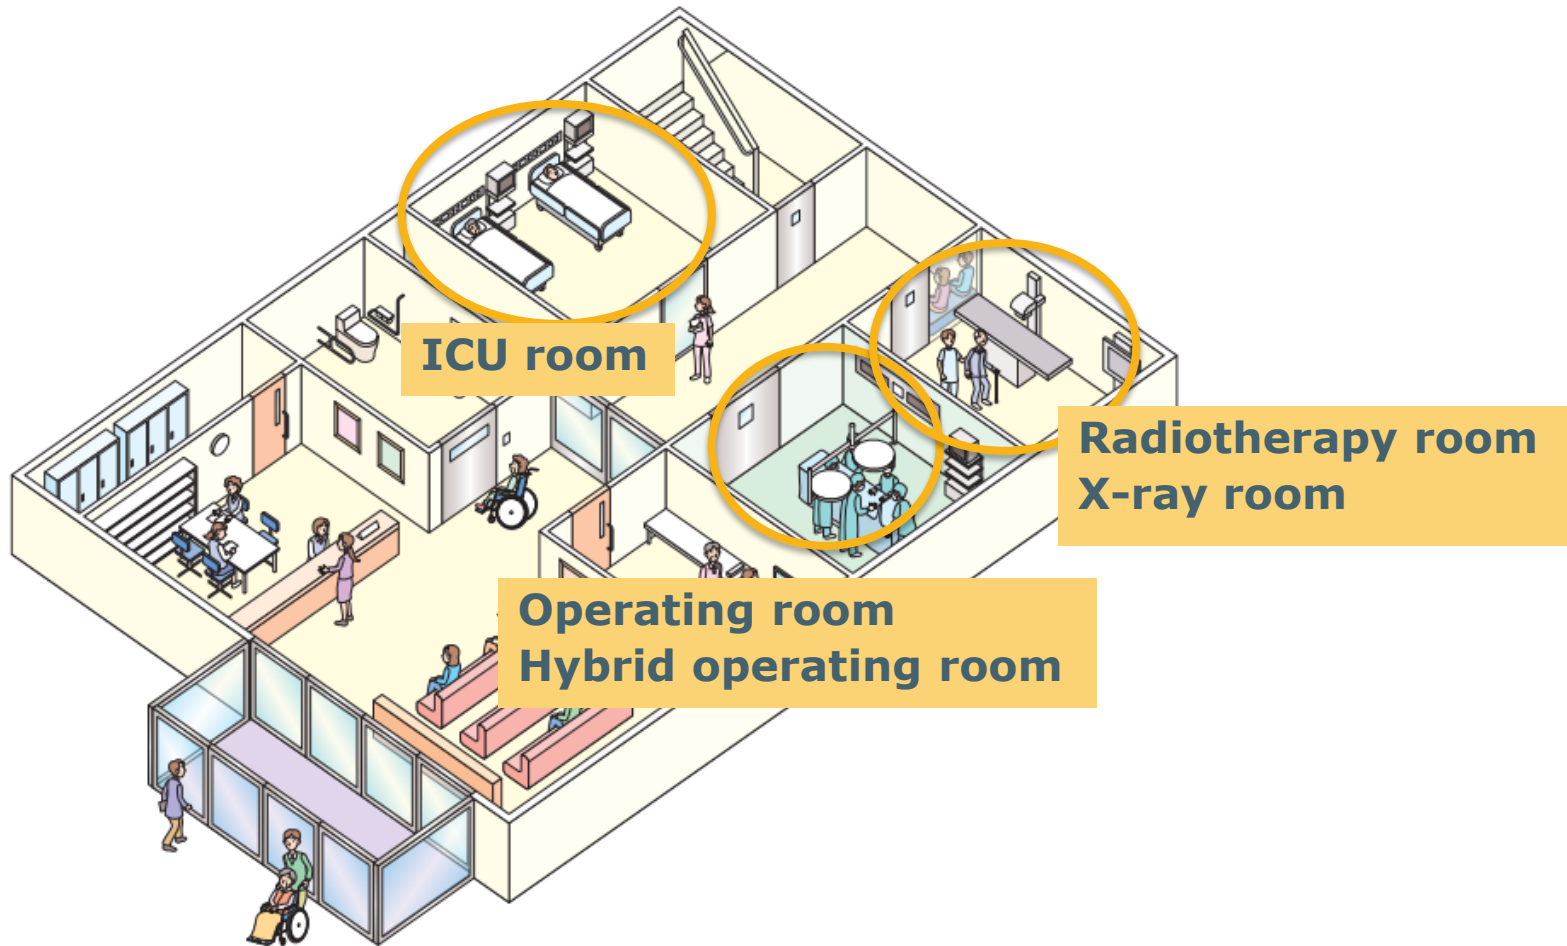 ICU room
Radiotherapy room
X-ray room
Operating room
Hybrid operating room